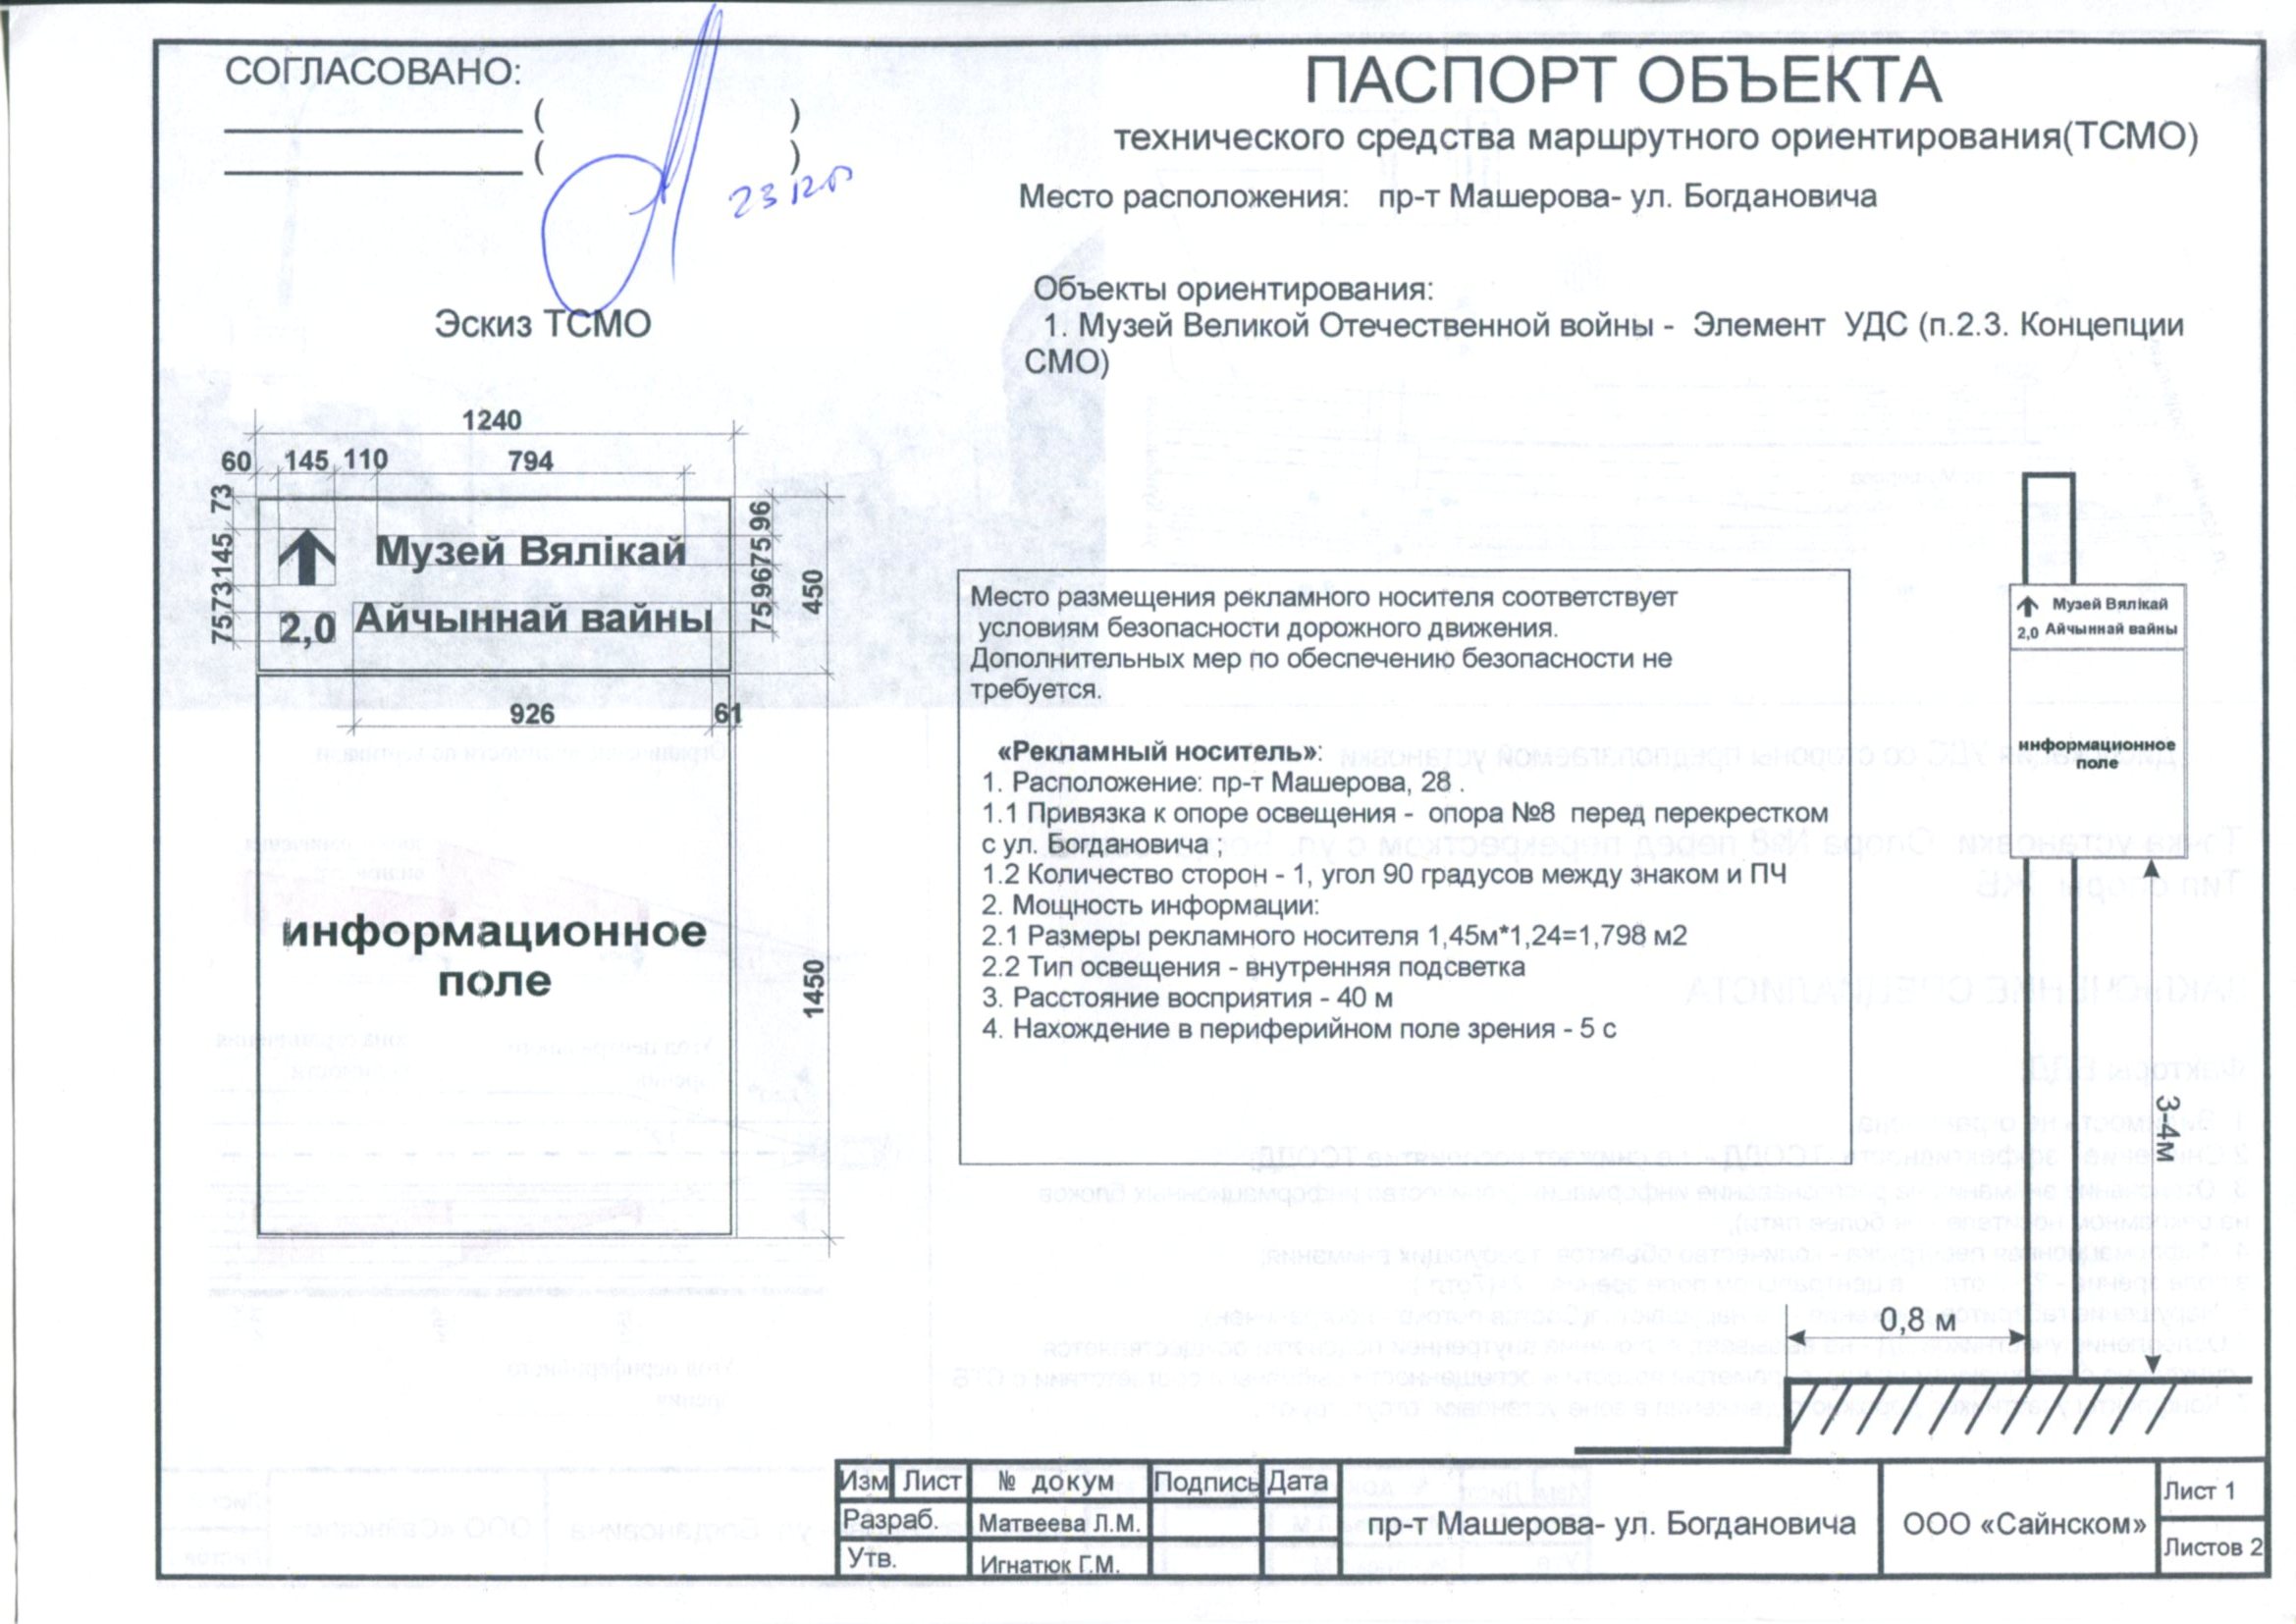 СОГЛАСОВАНО:
( )
( )
ПАСПОРТ ОБЪЕКТА
технического средства маршрутного ориентирования(ТСМО)
Место расположения: пр-т Машерова- ул. Богдановича
Объекты ориентирования:
1. Музей Великой Отечественной войны - Элемент УДС (п.2.3. Концепции
СМО)
Эскиз ТСМО
1240
60 145 110 794
73
145
73
75
96
75
96
75
450
Музей Вялікай
2,0 Айчыннай вайны
926 61
информационное
поле
1450
Место размещения рекламного носителя соответствует
условиям безопасности дорожного движения.
Дополнительных мер по обеспечению безопасности не
требуется.
«Рекламный носитель»:
1. Расположение: пр-т Машерова, 28 .
1.1 Привязка к опоре освещения - опора №8 перед перекрестком
с ул. Богдановича ;
1.2 Количество сторон - 1, угол 90 градусов между знаком и ПЧ
2. Мощность информации:
2.1 Размеры рекламного носителя 1,45м*1,24=1,798 м2
2.2 Тип освещения - внутренняя подсветка
3. Расстояние восприятия - 40 м
4. Нахождение в периферийном поле зрения - 5 с
Музей Вялікай
2,0 Айчыннай вайны
информационное
поле
3-4м
0,8 м
Изм Лист № докум Подпись Дата
Разраб. Матвеева Л.М.
Утв. Игнатюк Г.М.
пр-т Машерова- ул. Богдановича
ООО «Сайнском»
Лист 1
Листов 2